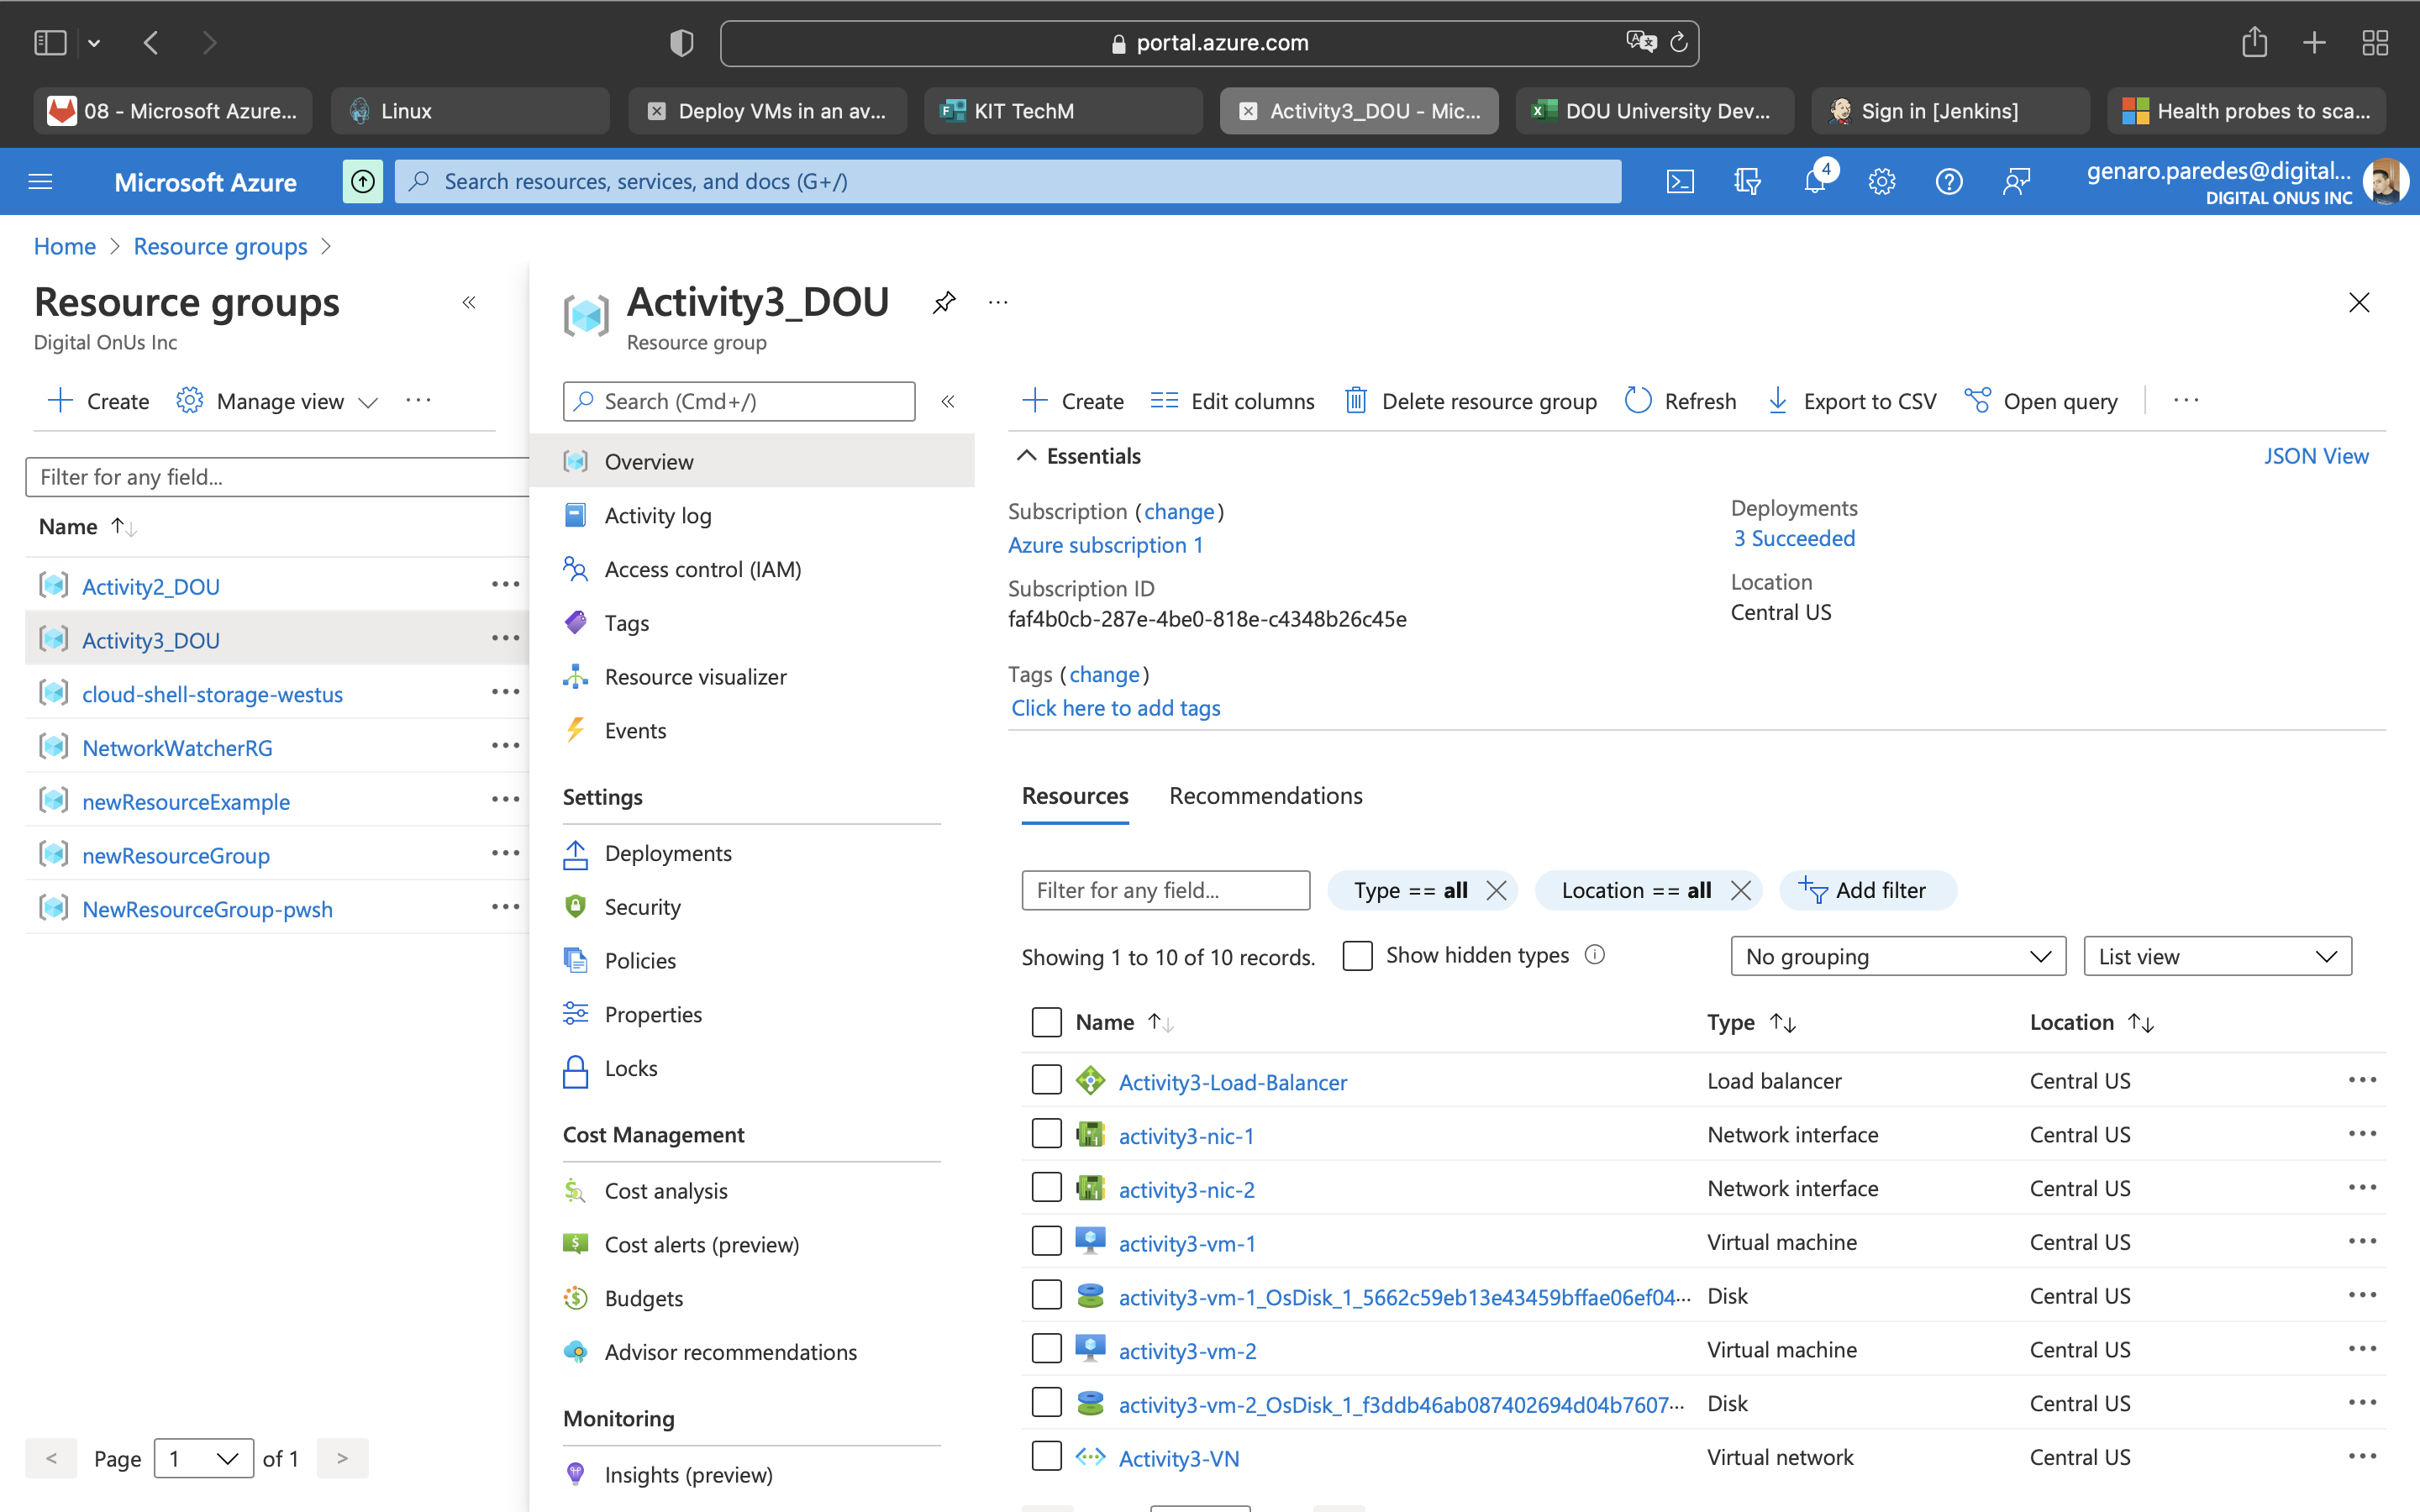 portal.azure.com
08 - Microsoft Azure...
Linux
Deploy VMs in an av...
KIT TechM
Activity3_DOU - Mic...
DOU University Dev...
Sign in [Jenkins]
Health probes to sca...
Microsoft Azure
Search resources, services, and docs (G+/)
4
genaro.paredes@digital...
DIGITAL ONUS INC
Home > Resource groups >
Resource groups
Digital OnUs Inc
Create
Manage view
Filter for any field...
Name
Activity2_DOU
Activity3_DOU
cloud-shell-storage-westus
NetworkWatcherRG
newResourceExample
newResourceGroup
NewResourceGroup-pwsh
< Page 1 of 1 >
Activity3_DOU
Resource group
Search (Cmd+/)
Overview
Activity log
Access control (IAM)
Tags
Resource visualizer
Events
Settings
Deployments
Security
Policies
Properties
Locks
Cost Management
Cost analysis
Cost alerts (preview)
Budgets
Advisor recommendations
Monitoring
Insights (preview)
Create
Edit columns
Delete resource group
Refresh
Export to CSV
Open query
Essentials
JSON View
Subscription (change)
Azure subscription 1
Subscription ID
faf4b0cb-287e-4be0-818e-c4348b26c45e
Deployments
3 Succeeded
Location
Central US
Tags (change)
Click here to add tags
Resources
Recommendations
Filter for any field...
Type == all
Location == all
Add filter
Showing 1 to 10 of 10 records.
Show hidden types
No grouping
List view
Name Type Location
Activity3-Load-Balancer Load balancer Central US
activity3-nic-1 Network interface Central US
activity3-nic-2 Network interface Central US
activity3-vm-1 Virtual machine Central US
activity3-vm-1_OsDisk_1_5662c59eb13e43459bffae06ef04... Disk Central US
activity3-vm-2 Virtual machine Central US
activity3-vm-2_OsDisk_1_f3ddb46ab087402694d04b7607... Disk Central US
Activity3-VN Virtual network Central US